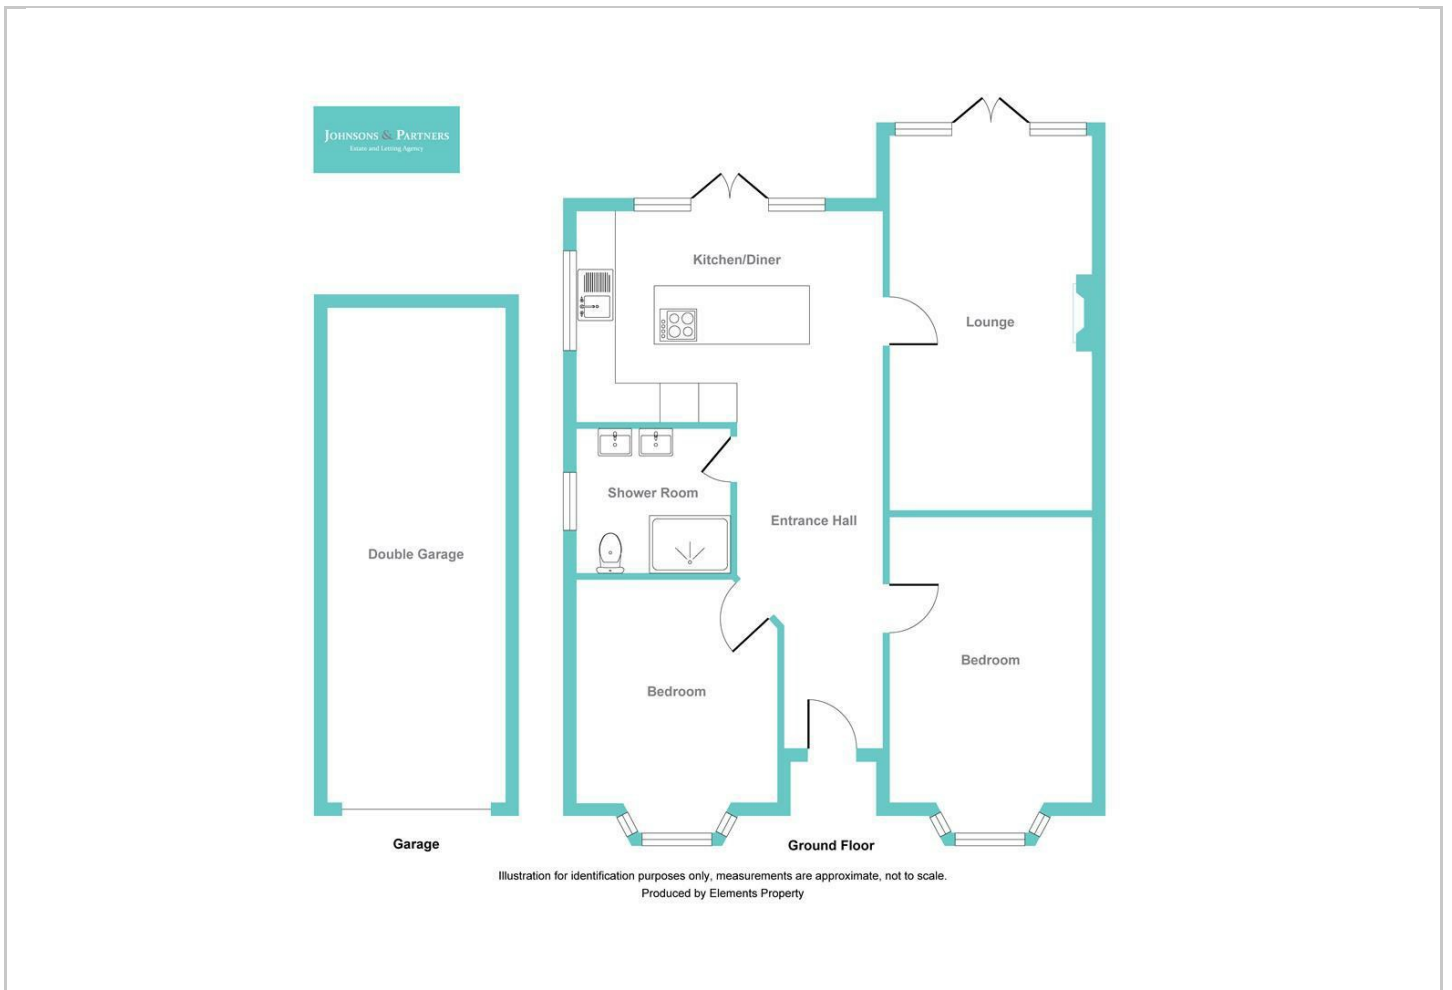 JOHNSONS & PARTNERS
Estate and Letting Agency
Kitchen/Diner
Lounge
Shower Room
Entrance Hall
Double Garage
Bedroom
Bedroom
Garage
Ground Floor
Illustration for identification purposes only, measurements are approximate, not to scale.
Produced by Elements Property